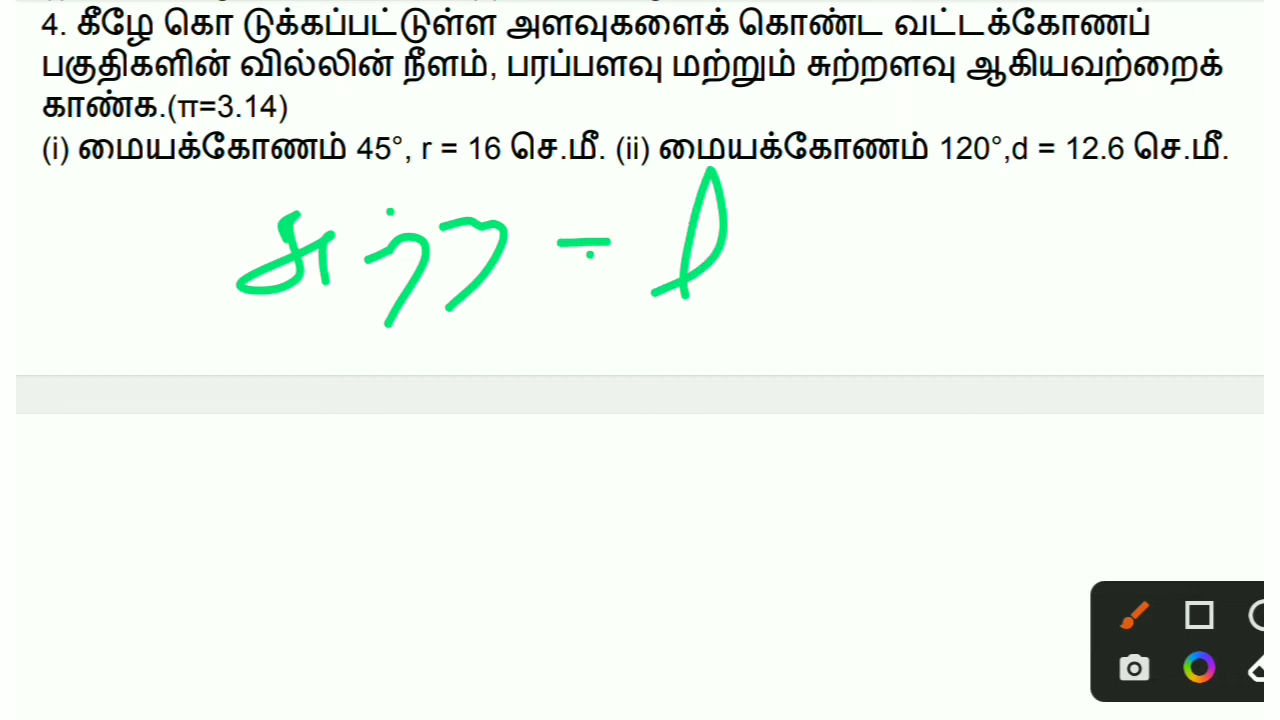 4. கீழே கொ டுக்கப்பட்டுள்ள அளவுகளைக் கொண்ட வட்டக்கோணப்
பகுதிகளின் வில்லின் நீளம், பரப்பளவு மற்றும் சுற்றளவு ஆகியவற்றைக்
காண்க.(π=3.14)
(i) மையக்கோணம் 45°, r = 16 செ.மீ. (ii) மையக்கோணம் 120°,d = 12.6 செ.மீ.